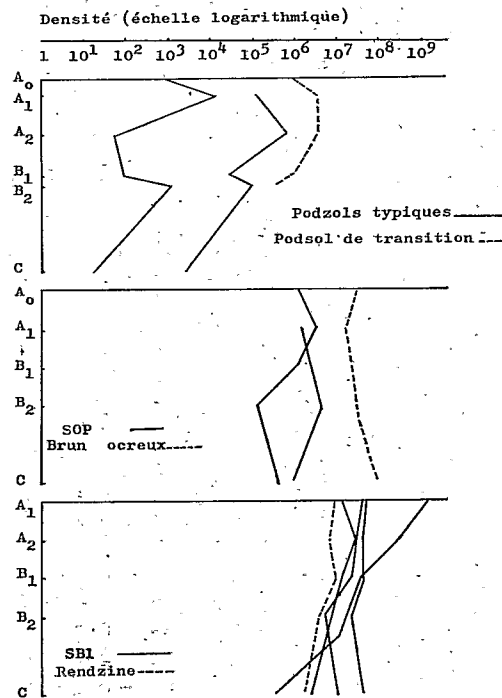 Densité (échelle logarithmique)
1 10¹ 10² 10³ 10⁴ 10⁵ 10⁶ 10⁷ 10⁸ 10⁹
A₀
A₁
A₂
B₁
B₂
Podzols typiques
Podsol de transition
C
A₀
A₁
B₁
B₂
SOP
Brun ocreux
C
A₁
A₂
B₁
B₂
SB1
Rendzine
C